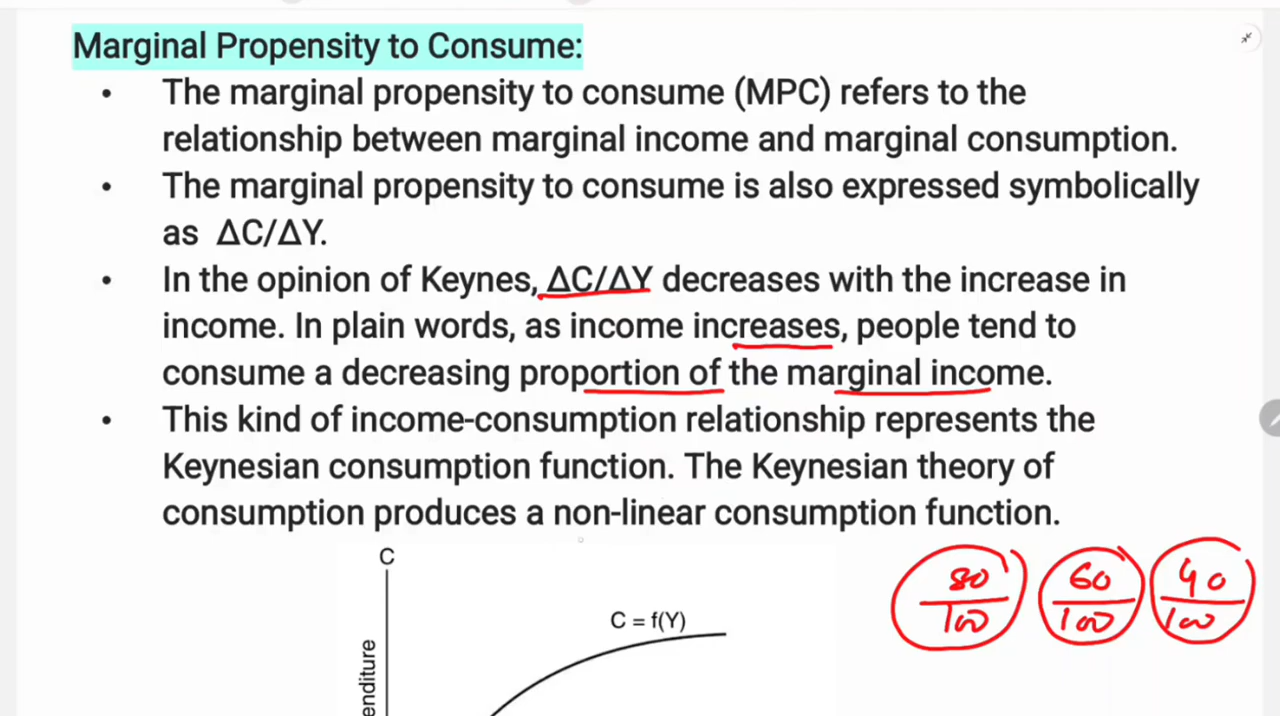 Marginal Propensity to Consume:
• The marginal propensity to consume (MPC) refers to the
relationship between marginal income and marginal consumption.
• The marginal propensity to consume is also expressed symbolically
as ΔC/ΔY.
• In the opinion of Keynes, ΔC/ΔY decreases with the increase in
income. In plain words, as income increases, people tend to
consume a decreasing proportion of the marginal income.
• This kind of income-consumption relationship represents the
Keynesian consumption function. The Keynesian theory of
consumption produces a non-linear consumption function.
C
80 60 40
100 100 100
C = f(Y)
enditure